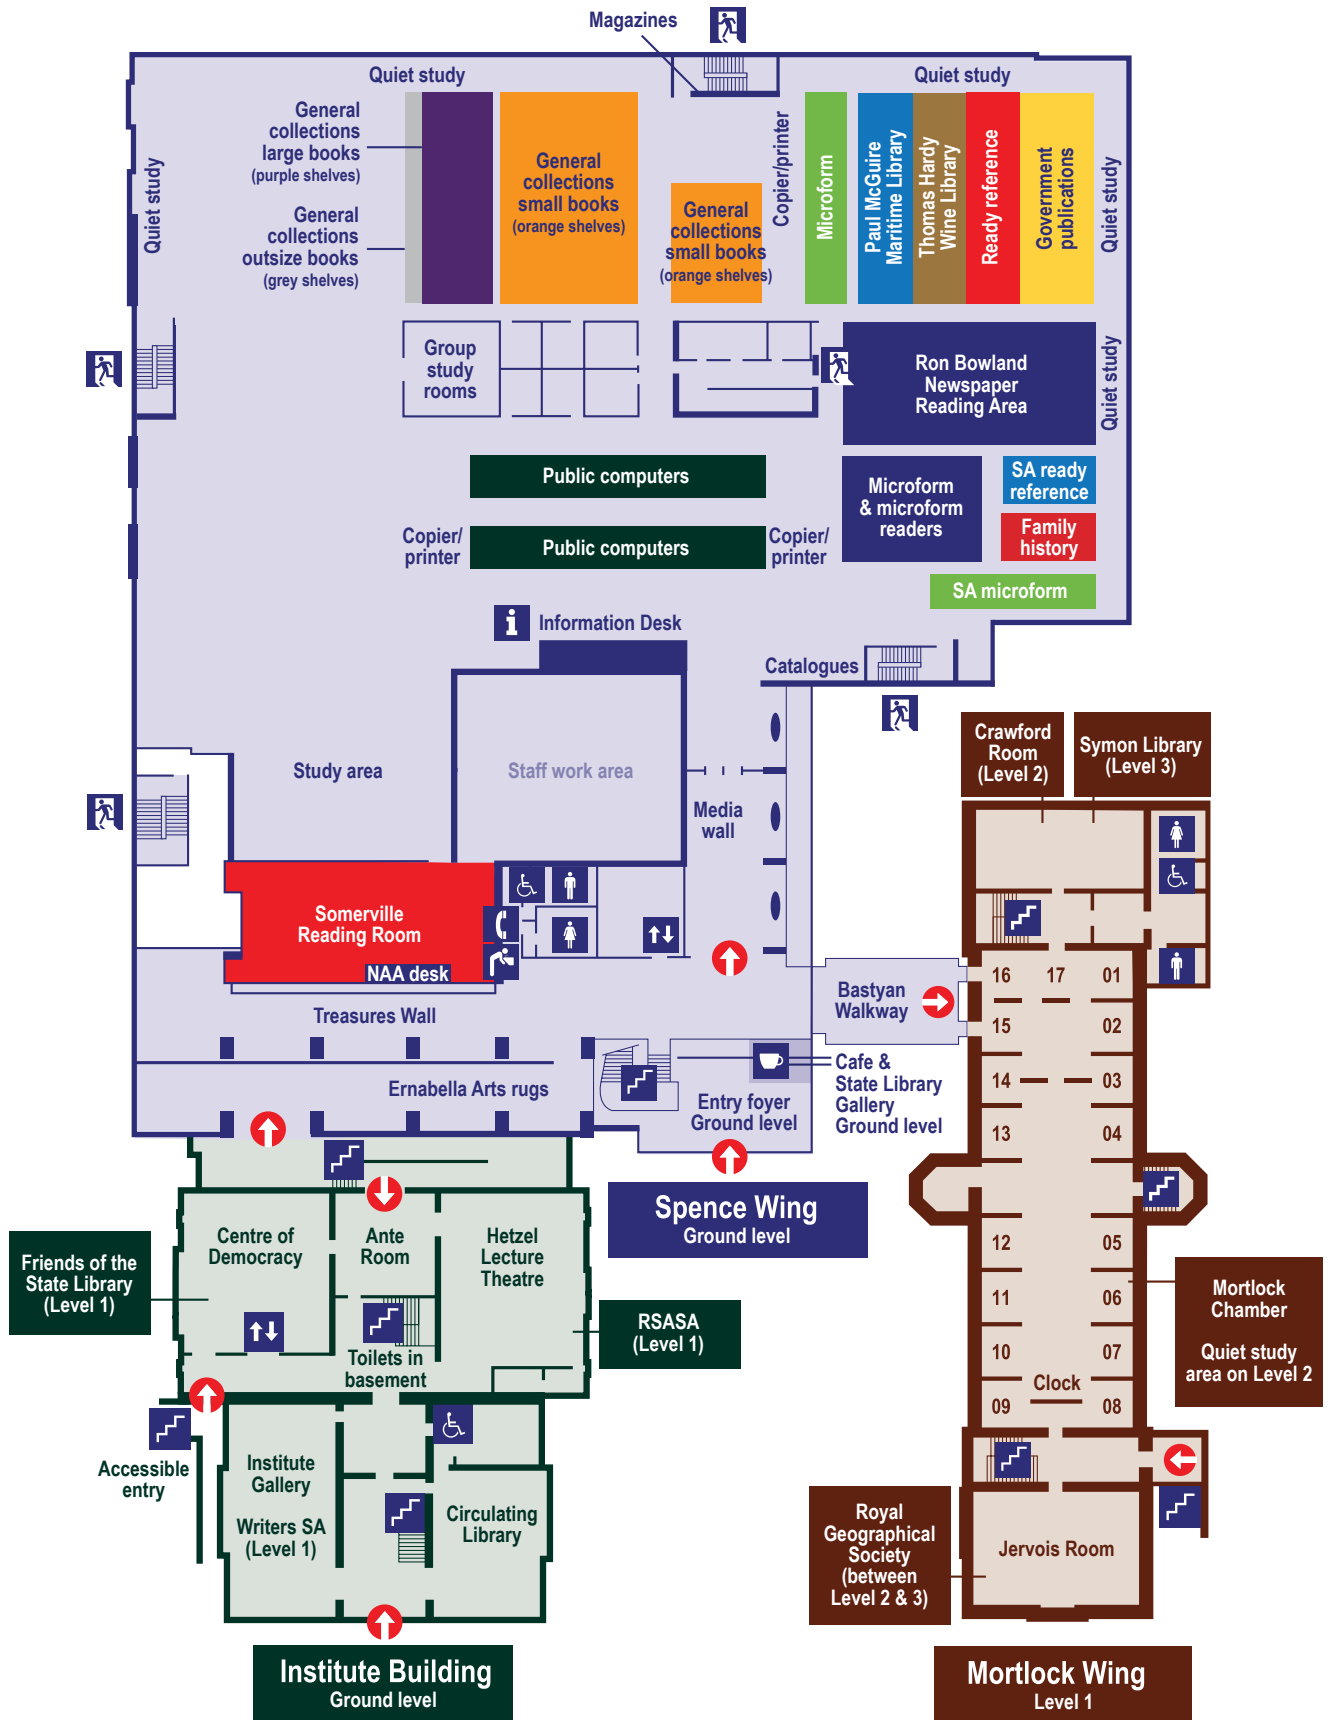 Magazines
Quiet study
Quiet study
General
collections
large books
(purple shelves)
General
collections
outsize books
(grey shelves)
Quiet study
General
collections
small books
(orange shelves)
General
collections
small books
(orange shelves)
Copier/printer
Microform
Paul McGuire
Maritime Library
Thomas Hardy
Wine Library
Ready reference
Government
publications
Quiet study
Group
study
rooms
Ron Bowland
Newspaper
Reading Area
Quiet study
Public computers
Microform
& microform
readers
SA ready
reference
Copier/
printer
Public computers
Copier/
printer
Family
history
SA microform
Information Desk
Catalogues
Study area
Staff work area
Media
wall
Crawford
Room
(Level 2)
Symon Library
(Level 3)
Somerville
Reading Room
NAA desk
Treasures Wall
Bastyan
Walkway
Ernabella Arts rugs
Entry foyer
Ground level
Cafe &
State Library
Gallery
Ground level
16
17
01
15
02
14
03
13
04
12
05
11
06
10
07
Clock
09
08
Spence Wing
Ground level
Centre of
Democracy
Ante
Room
Hetzel
Lecture
Theatre
Friends of the
State Library
(Level 1)
RSASA
(Level 1)
Toilets in
basement
Mortlock
Chamber
Quiet study
area on Level 2
Accessible
entry
Institute
Gallery
Writers SA
(Level 1)
Circulating
Library
Royal
Geographical
Society
(between
Level 2 & 3)
Jervois Room
Institute Building
Ground level
Mortlock Wing
Level 1